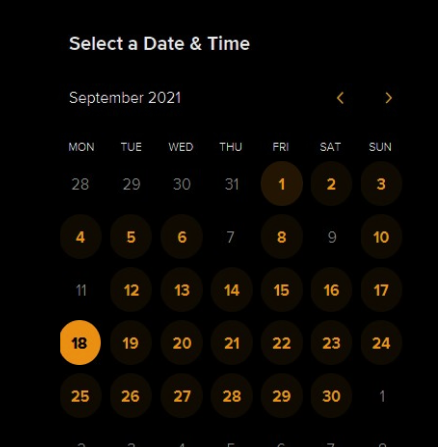 Select a Date & Time
September 2021
MON TUE WED THU FRI SAT SUN
28 29 30 31 1 2 3
4 5 6 7 8 9 10
11 12 13 14 15 16 17
18 19 20 21 22 23 24
25 26 27 28 29 30 1